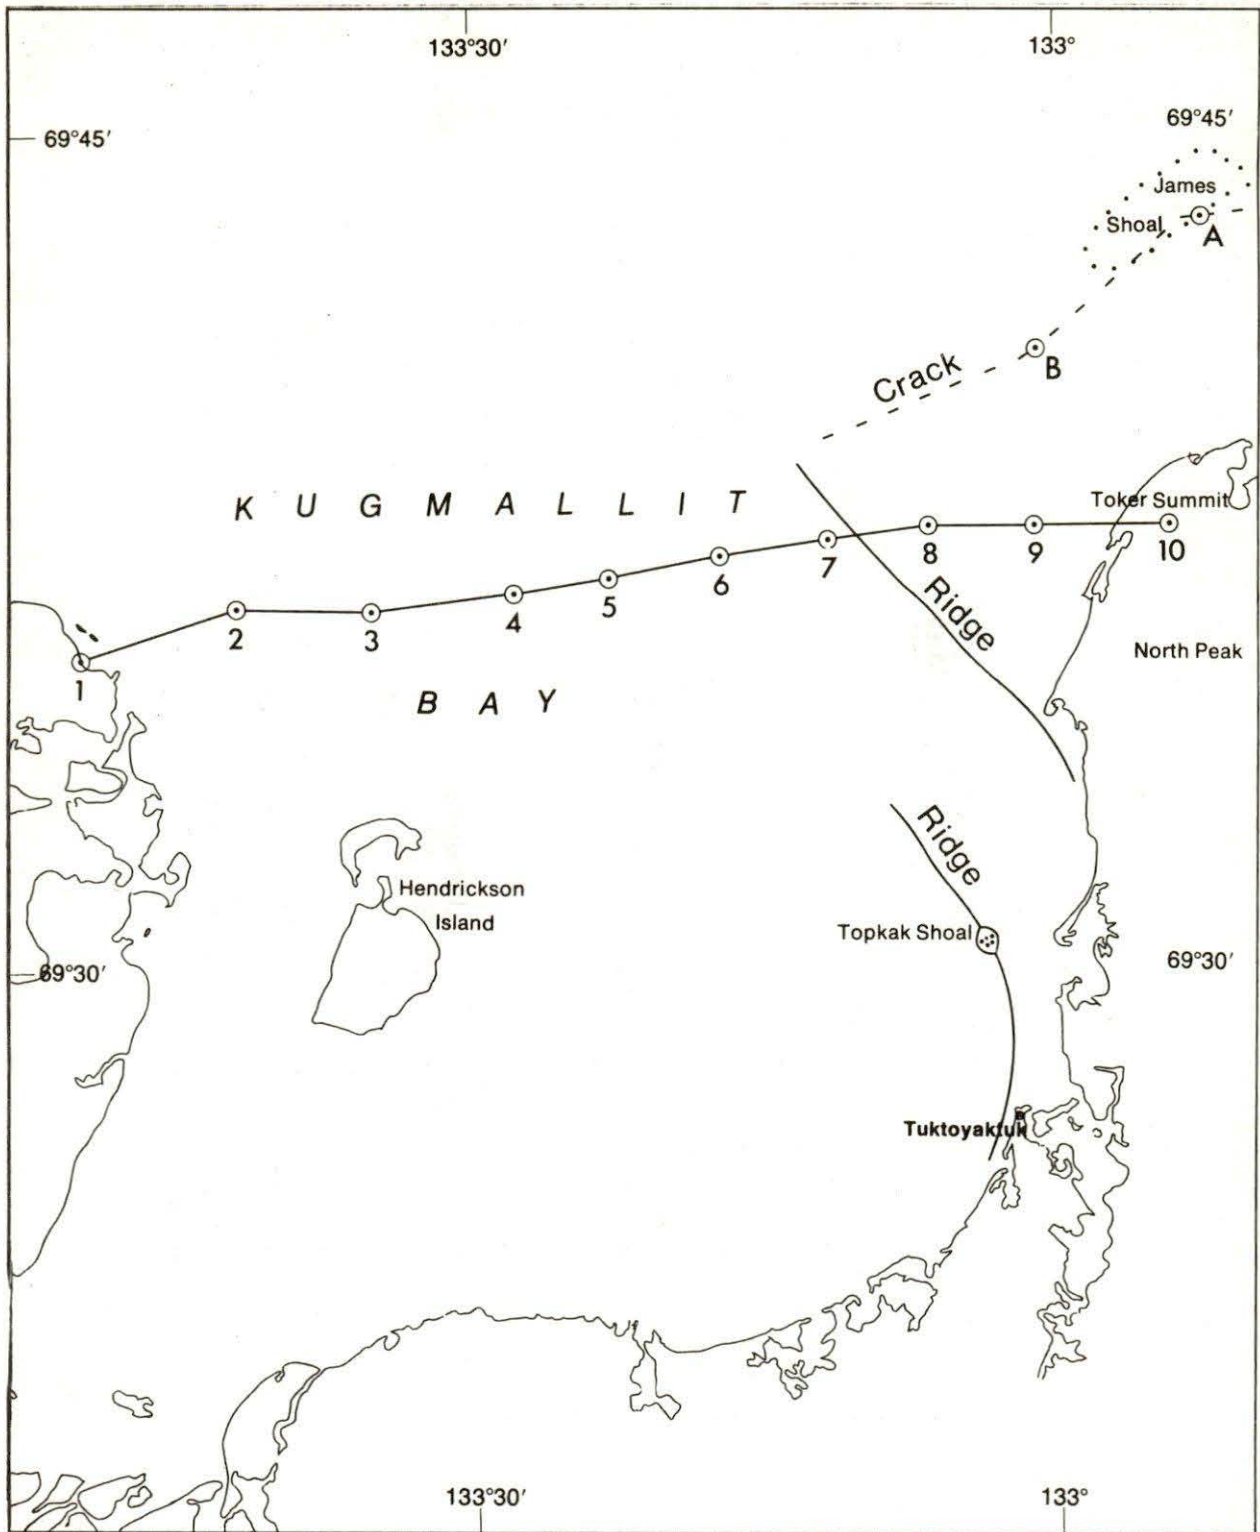 133°30′ 133°
69°45′ 69°45′
James
Shoal
A
B
Crack
KUGMALLIT
Toker Summit
1 2 3 4 5 6 7 8 9 10
Ridge
North Peak
BAY
Ridge
Hendrickson
Island
Topkak Shoal
69°30′ 69°30′
Tuktoyaktuk
133°30′ 133°